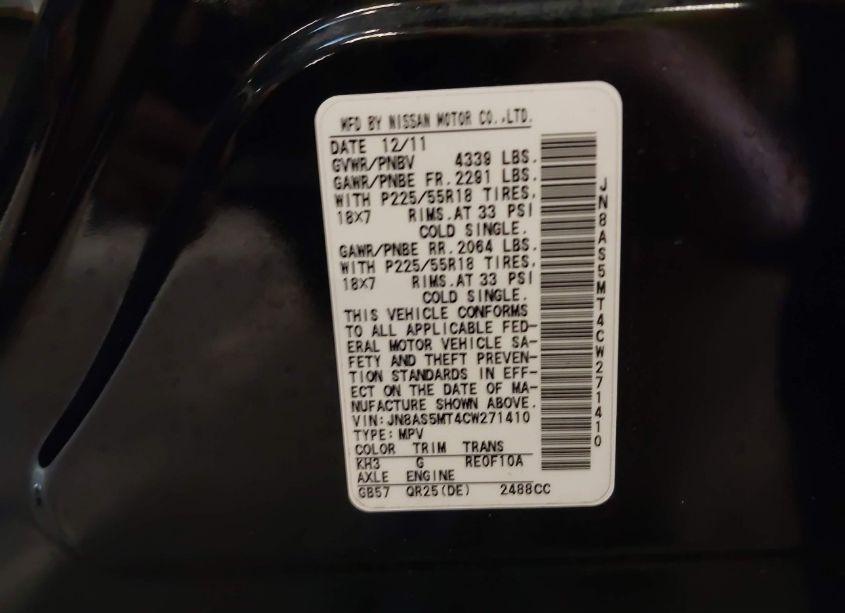 MFD BY NISSAN MOTOR CO.,LTD.
DATE 12/11
GVWR/PNBV 4339 LBS.
GAWR/PNBE FR.2291 LBS.
WITH P225/55R18 TIRES,
18X7 RIMS.AT 33 PSI
COLD SINGLE.
GAWR/PNBE RR.2064 LBS.
WITH P225/55R18 TIRES,
18X7 RIMS.AT 33 PSI
COLD SINGLE.
THIS VEHICLE CONFORMS
TO ALL APPLICABLE FED-
ERAL MOTOR VEHICLE SA-
FETY AND THEFT PREVEN-
TION STANDARDS IN EFF-
ECT ON THE DATE OF MA-
NUFACTURE SHOWN ABOVE.
VIN:JN8AS5MT4CW271410
TYPE:MPV
COLOR TRIM TRANS
KH3 G RE0F10A
AXLE ENGINE
GB57 QR25(DE) 2488CC
JN8AS5MT4CW271410